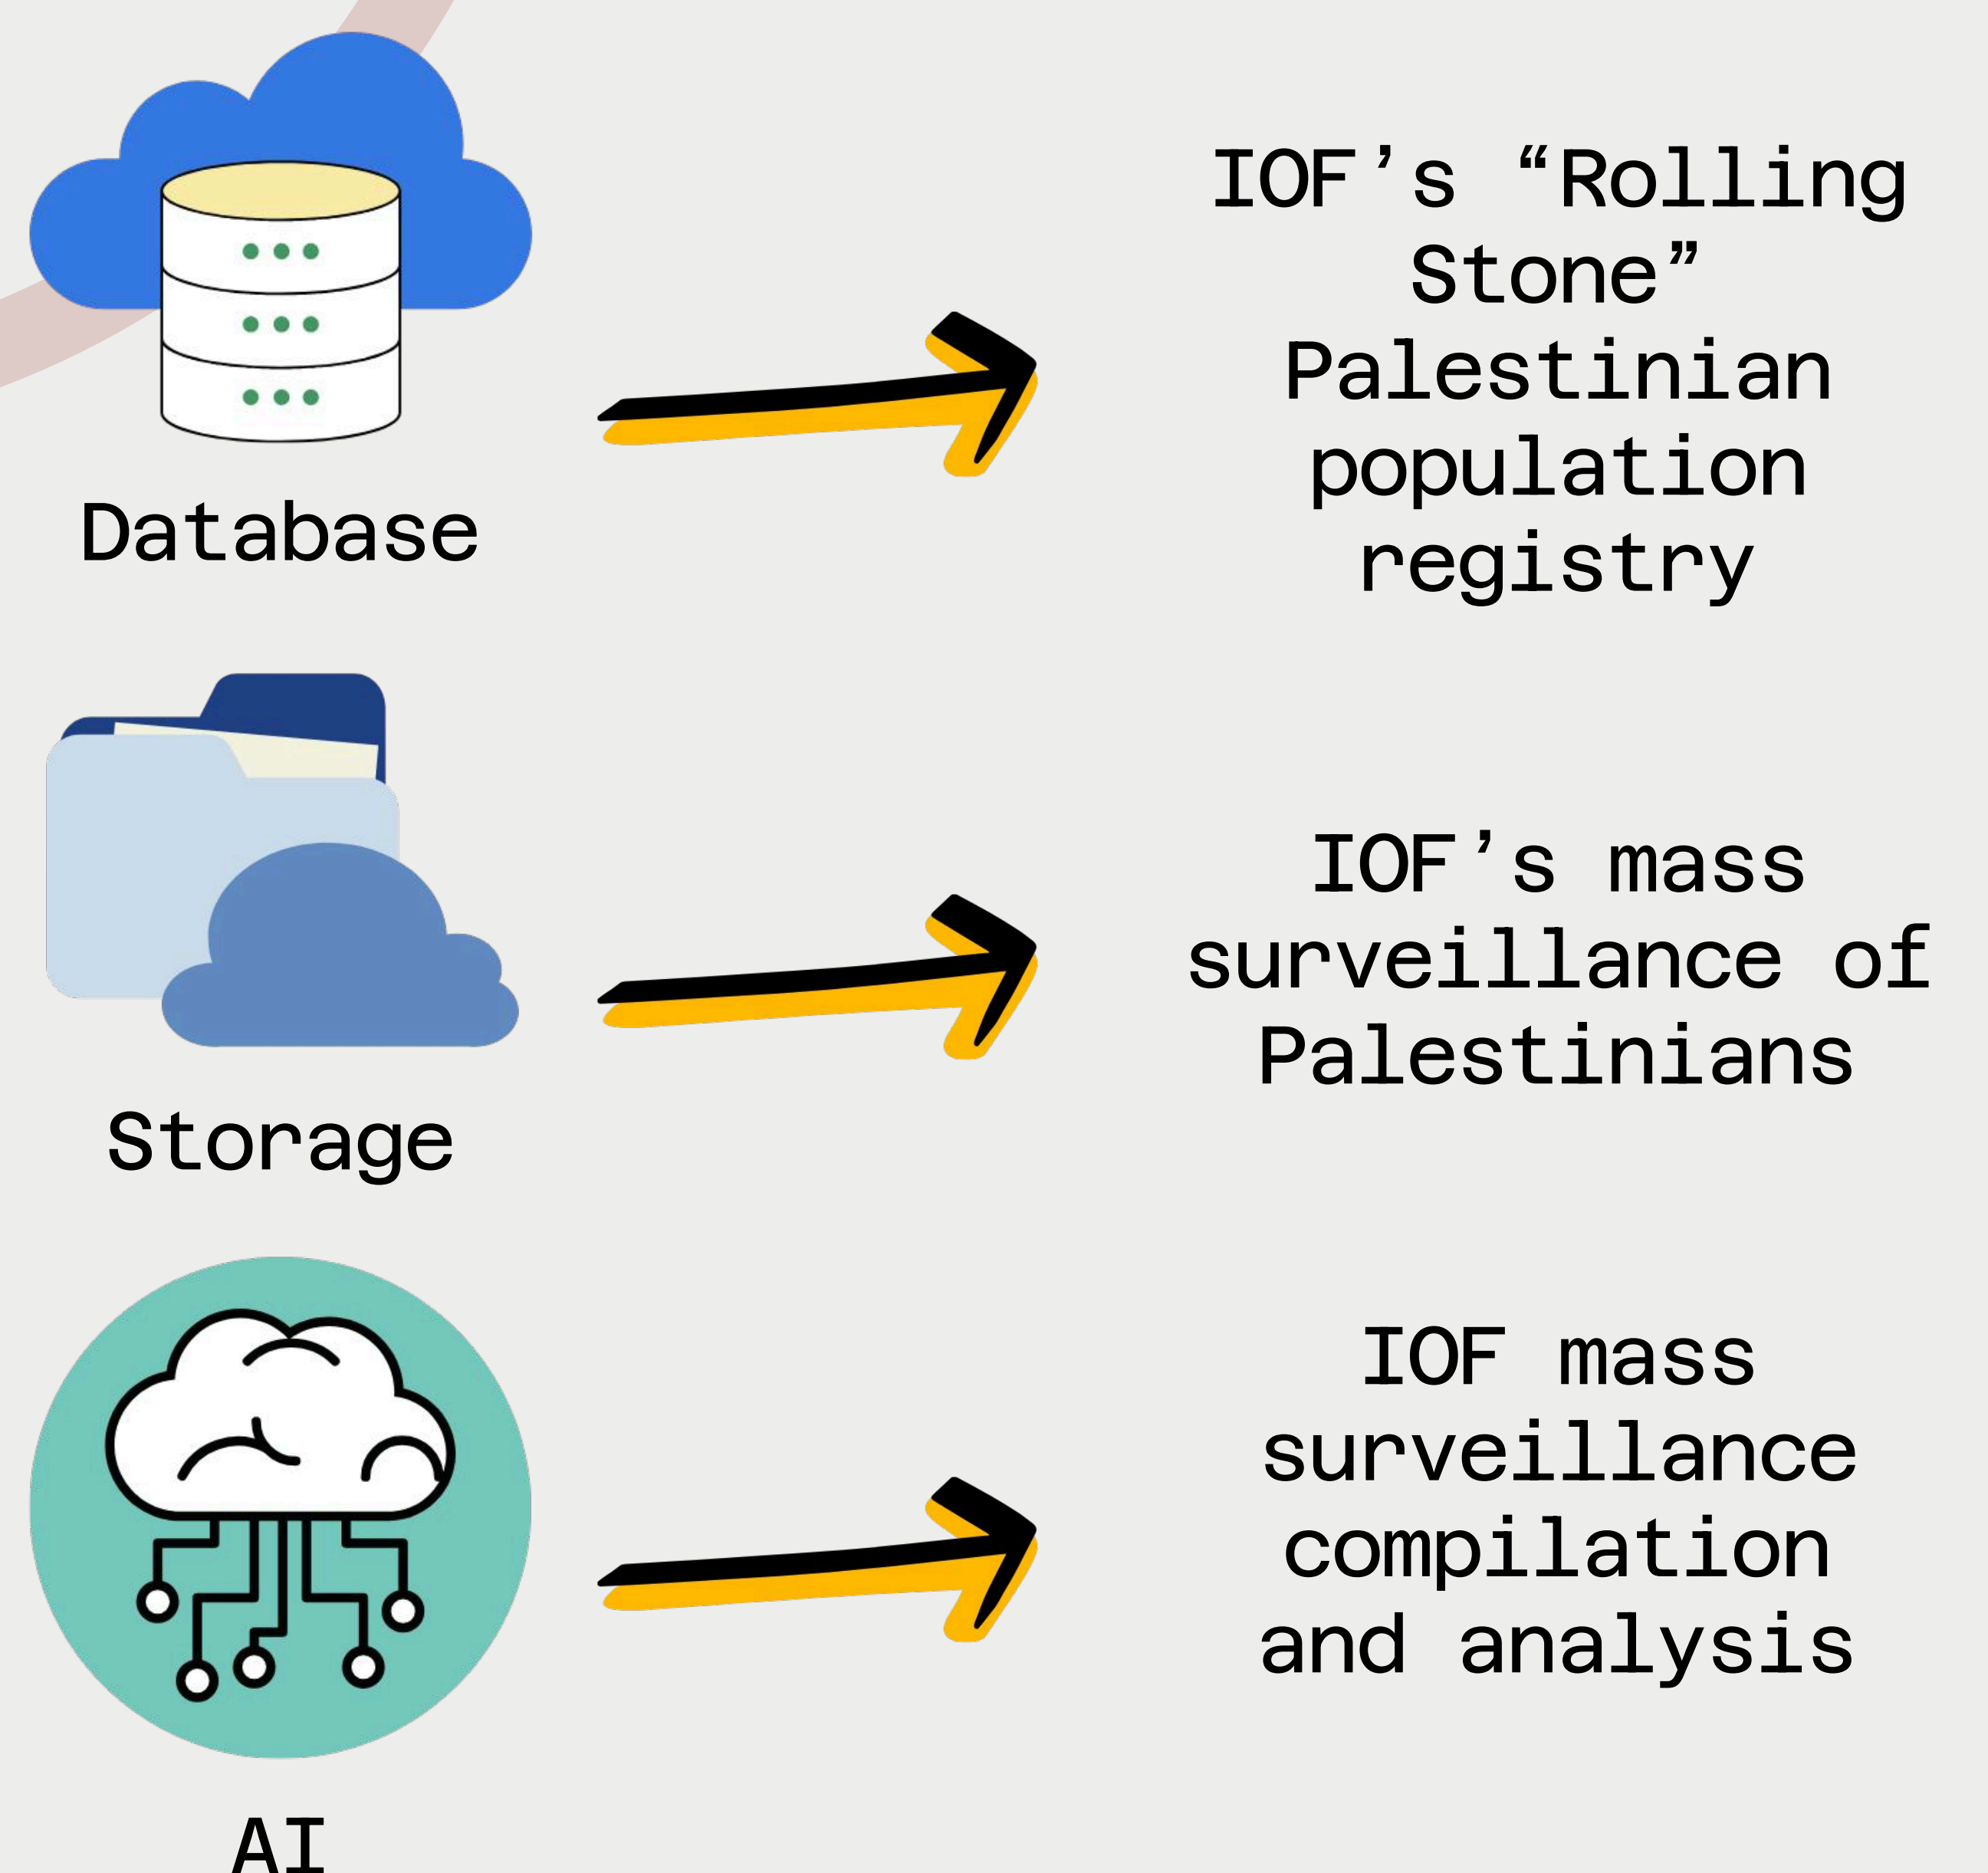 Database
IOF’s “Rolling
Stone”
Palestinian
population
registry
Storage
IOF’s mass
surveillance of
Palestinians
AI
IOF mass
surveillance
compilation
and analysis